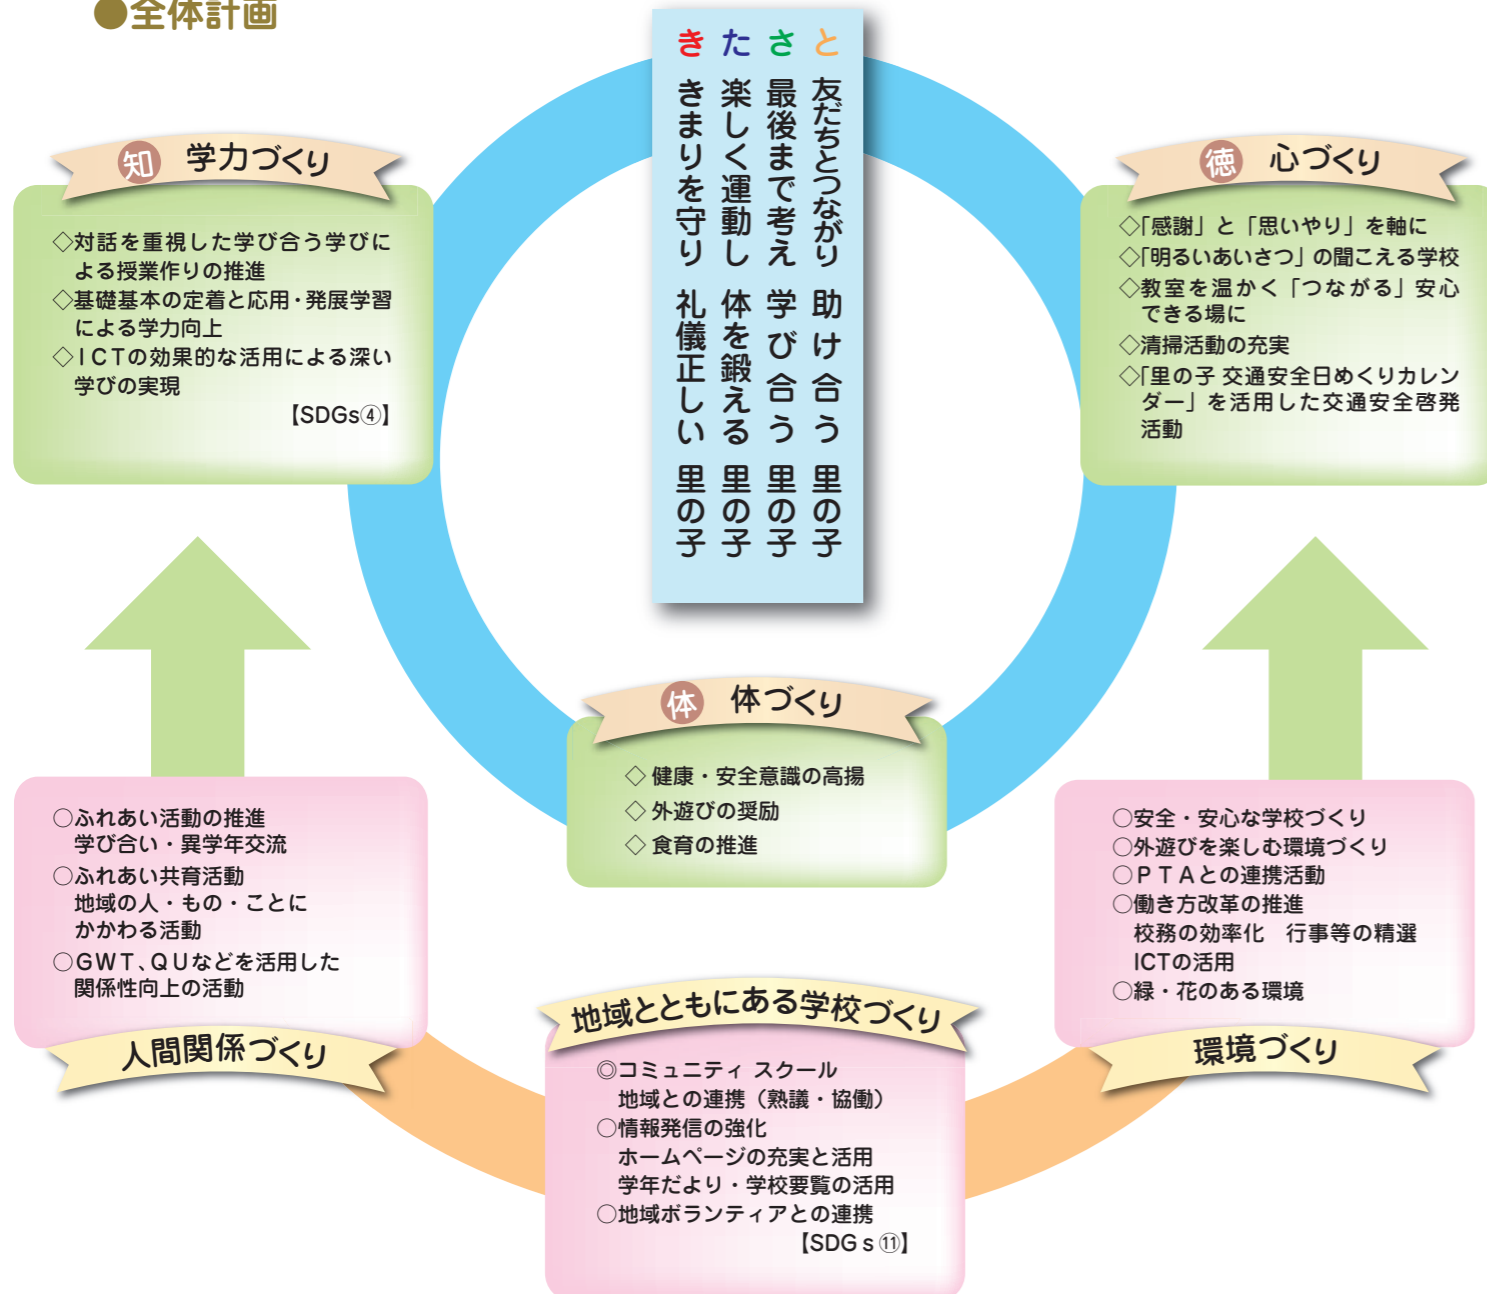 ●全体計画
と 友だちとつながり 助け合う 里の子
さ 最後まで考え 学び合う 里の子
た 楽しく運動し 体を鍛える 里の子
き きまりを守り 礼儀正しい 里の子
知 学力づくり
◇対話を重視した学び合う学びに
よる授業作りの推進
◇基礎基本の定着と応用・発展学習
による学力向上
◇ICTの効果的な活用による深い
学びの実現
【SDGs④】
徳 心づくり
◇「感謝」と「思いやり」を軸に
◇「明るいあいさつ」の聞こえる学校
◇教室を温かく「つながる」安心
できる場に
◇清掃活動の充実
◇「里の子 交通安全日めくりカレン
ダー」を活用した交通安全啓発
活動
体 体づくり
◇ 健康・安全意識の高揚
◇ 外遊びの奨励
◇ 食育の推進
○ふれあい活動の推進
学び合い・異学年交流
○ふれあい共育活動
地域の人・もの・ことに
かかわる活動
○GWT、QUなどを活用した
関係性向上の活動
人間関係づくり
地域とともにある学校づくり
◎コミュニティ スクール
地域との連携（熟議・協働）
○情報発信の強化
ホームページの充実と活用
学年だより・学校要覧の活用
○地域ボランティアとの連携
【SDGs⑪】
○安全・安心な学校づくり
○外遊びを楽しむ環境づくり
○PTAとの連携活動
○働き方改革の推進
校務の効率化　行事等の精選
ICTの活用
○緑・花のある環境
環境づくり